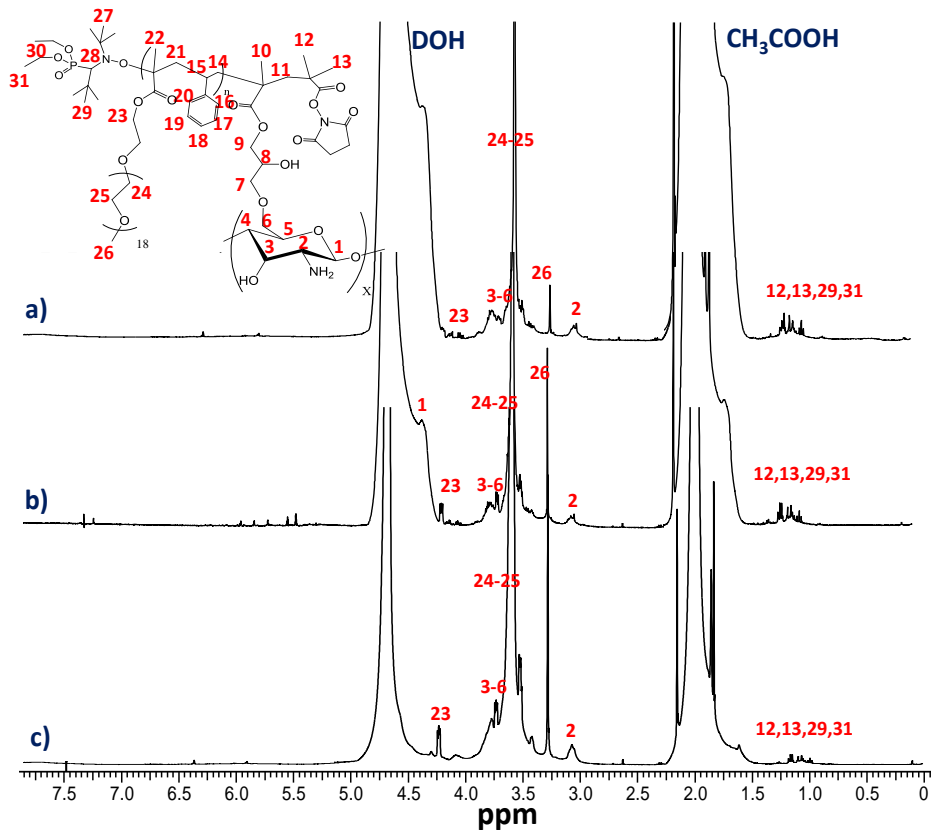 27
22 21 14
30 28 15
31
O O P O N O O
n
10 12
11 13
29
20 16
19 17
18
23
O O O O O N O O
9
8 OH
7
O
24
25
O O
18
26
4 6 5 O
3 2 1
HO NH2 O
X
DOH
CH3COOH
24-25
a)
23
3-6
26
2
12,13,29,31
b)
1
23
3-6
24-25
26
2
12,13,29,31
c)
23
3-6
24-25
2
12,13,29,31
7.5 7.0 6.5 6.0 5.5 5.0 4.5 4.0 3.5 3.0 2.5 2.0 1.5 1.0 0.5 0
ppm